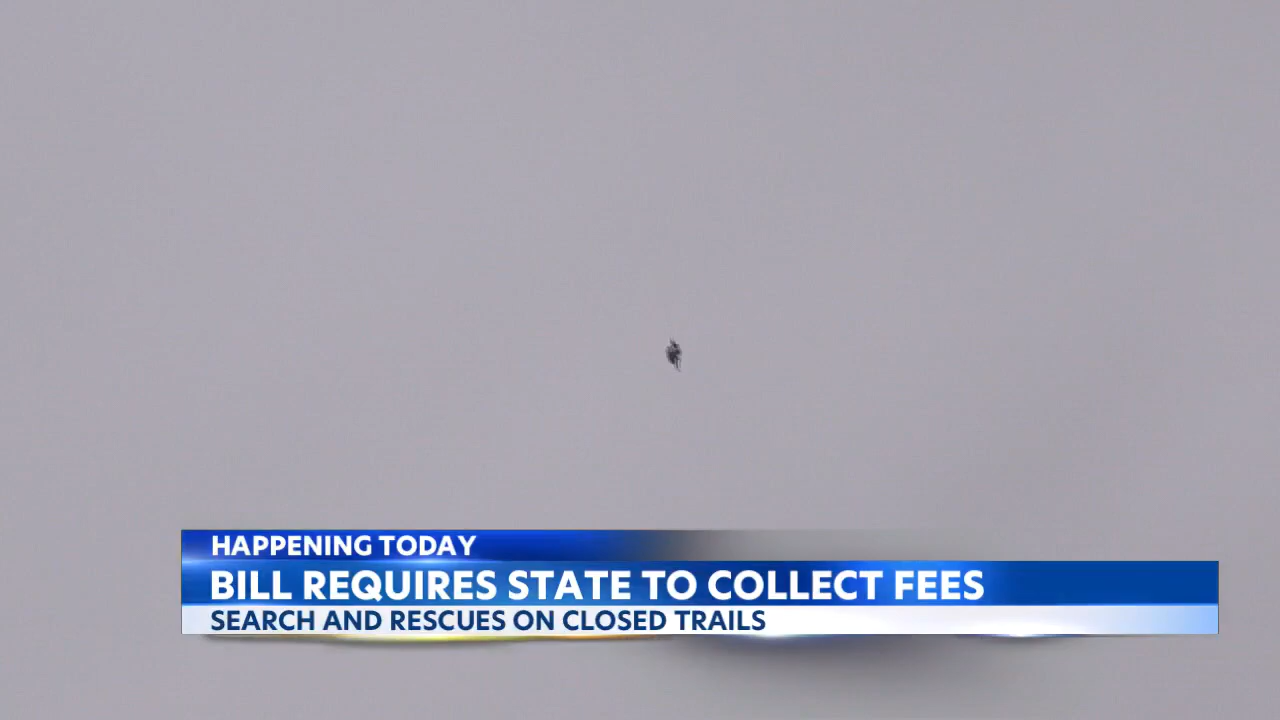 HAPPENING TODAY
BILL REQUIRES STATE TO COLLECT FEES
SEARCH AND RESCUES ON CLOSED TRAILS